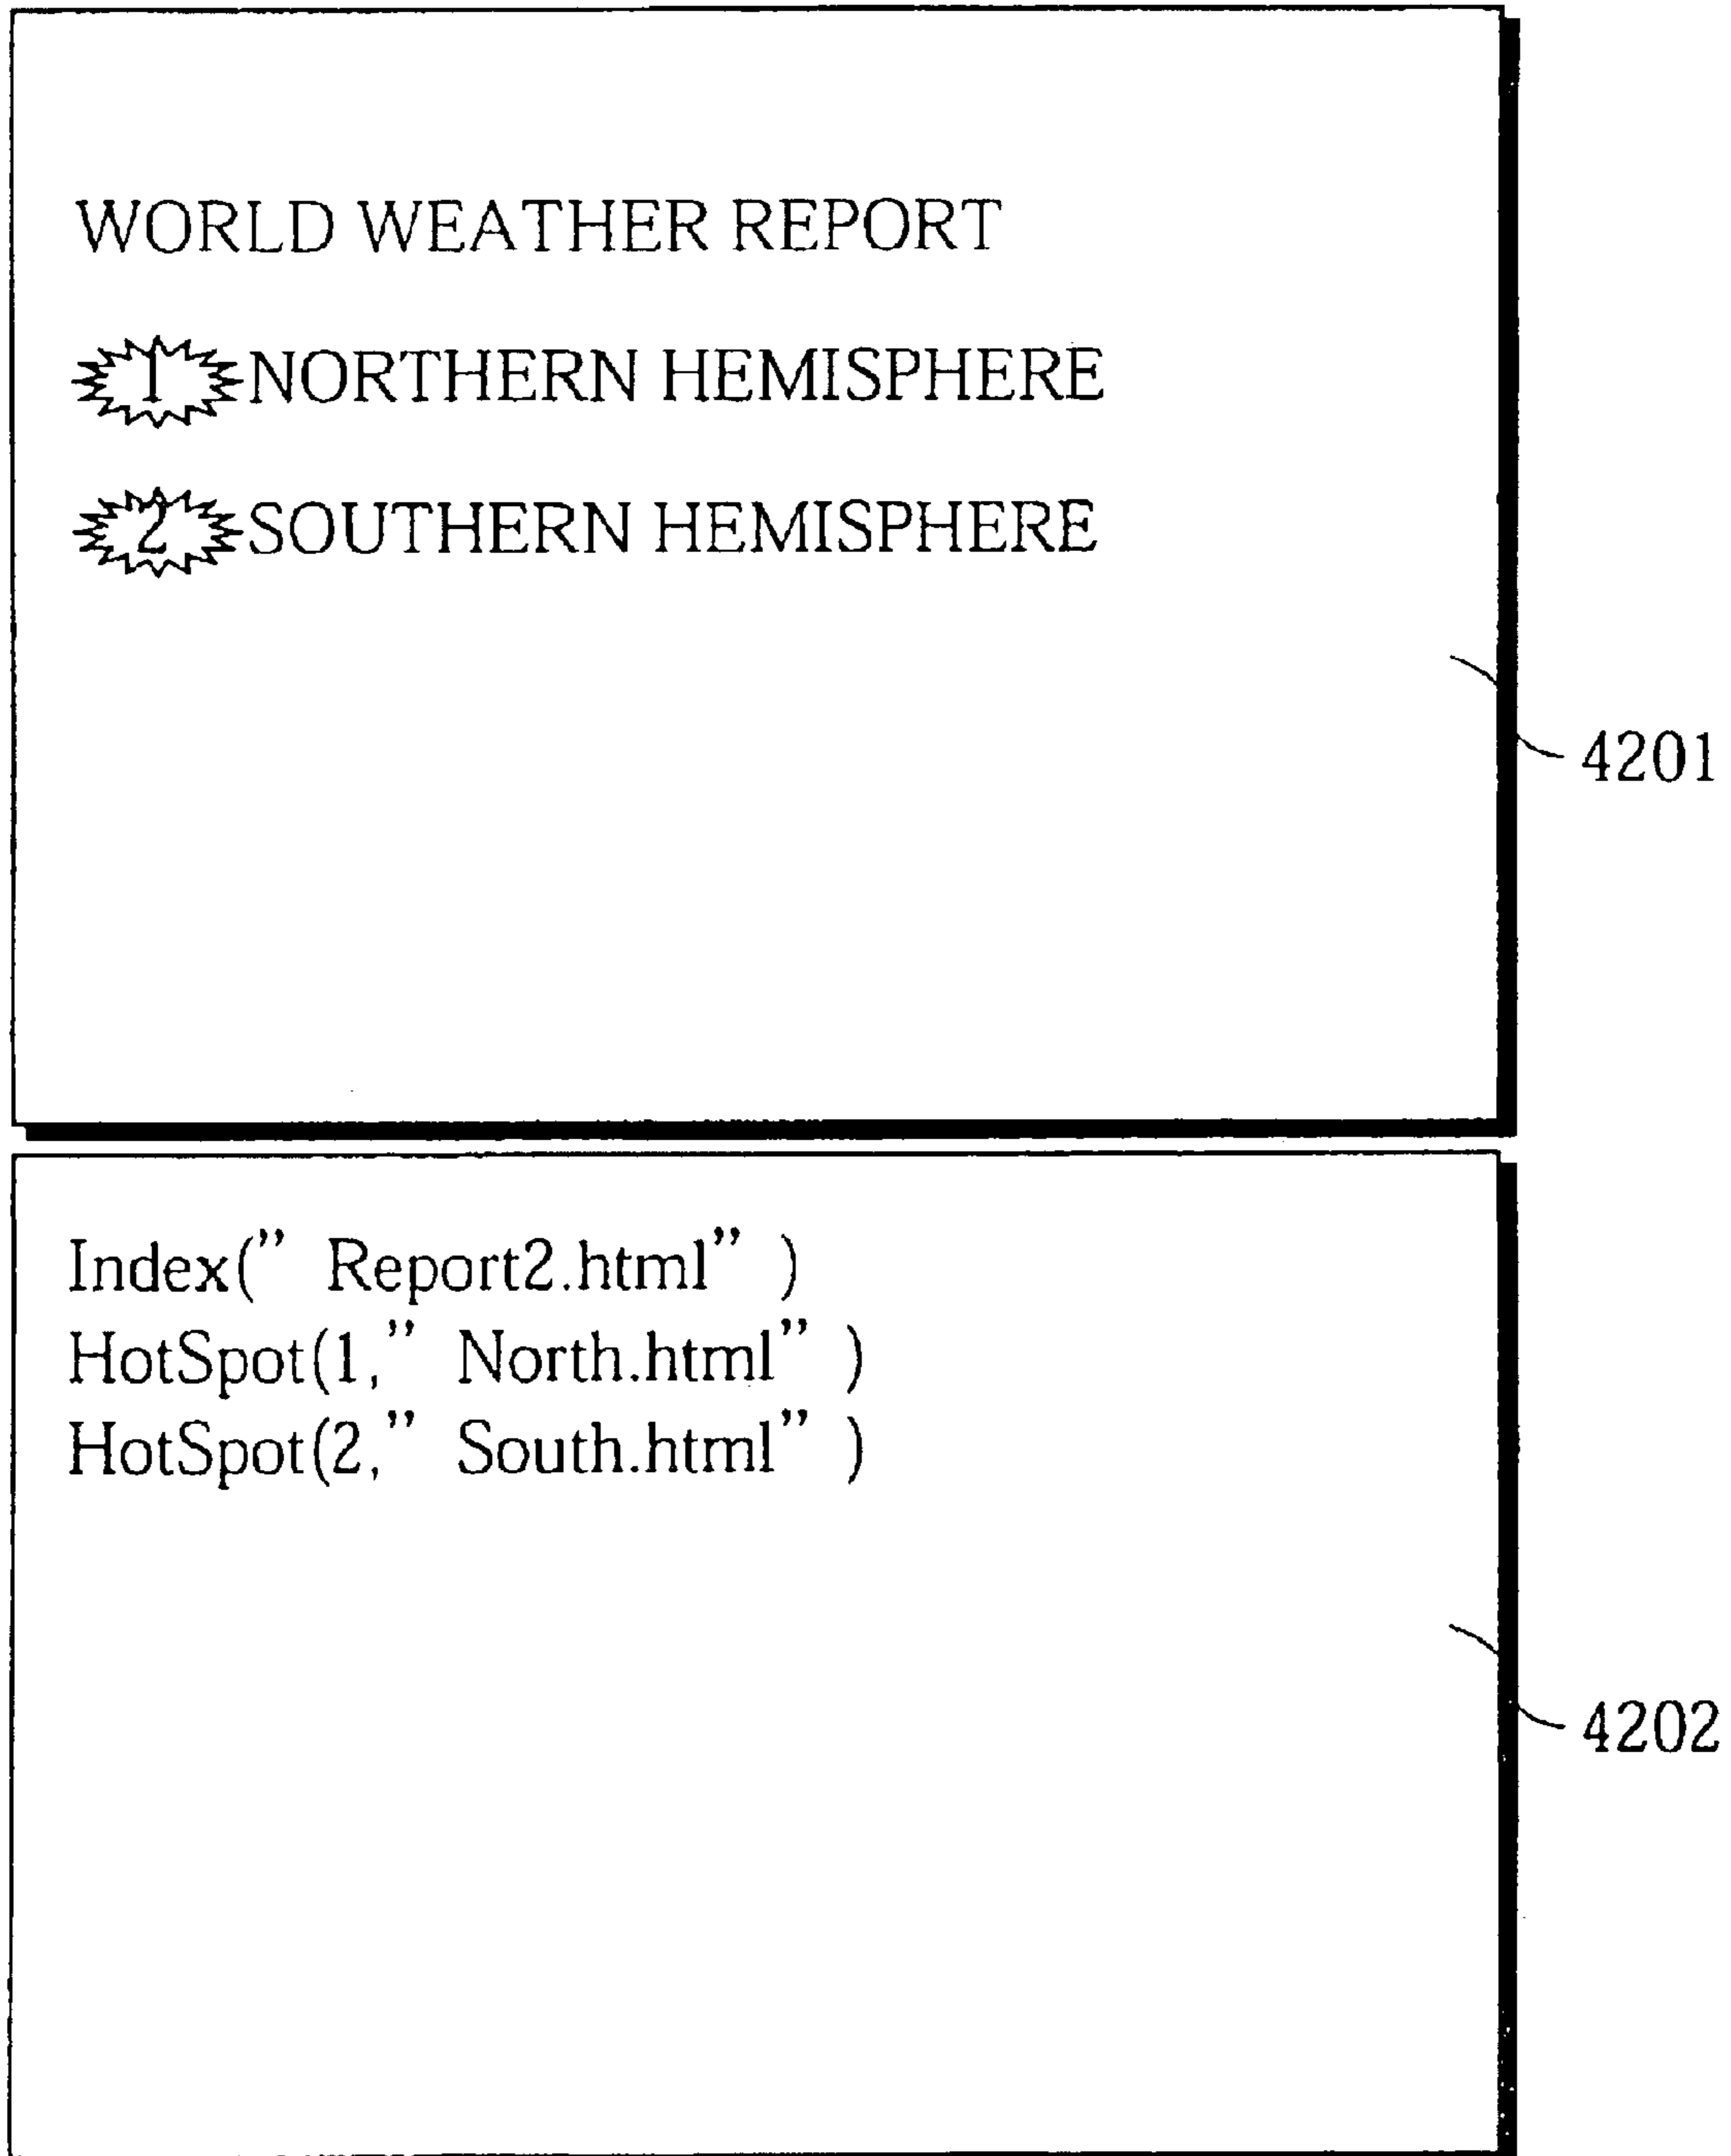 WORLD WEATHER REPORT
1 NORTHERN HEMISPHERE
2 SOUTHERN HEMISPHERE
4201
Index(” Report2.html” )
HotSpot(1,” North.html” )
HotSpot(2,” South.html” )
4202